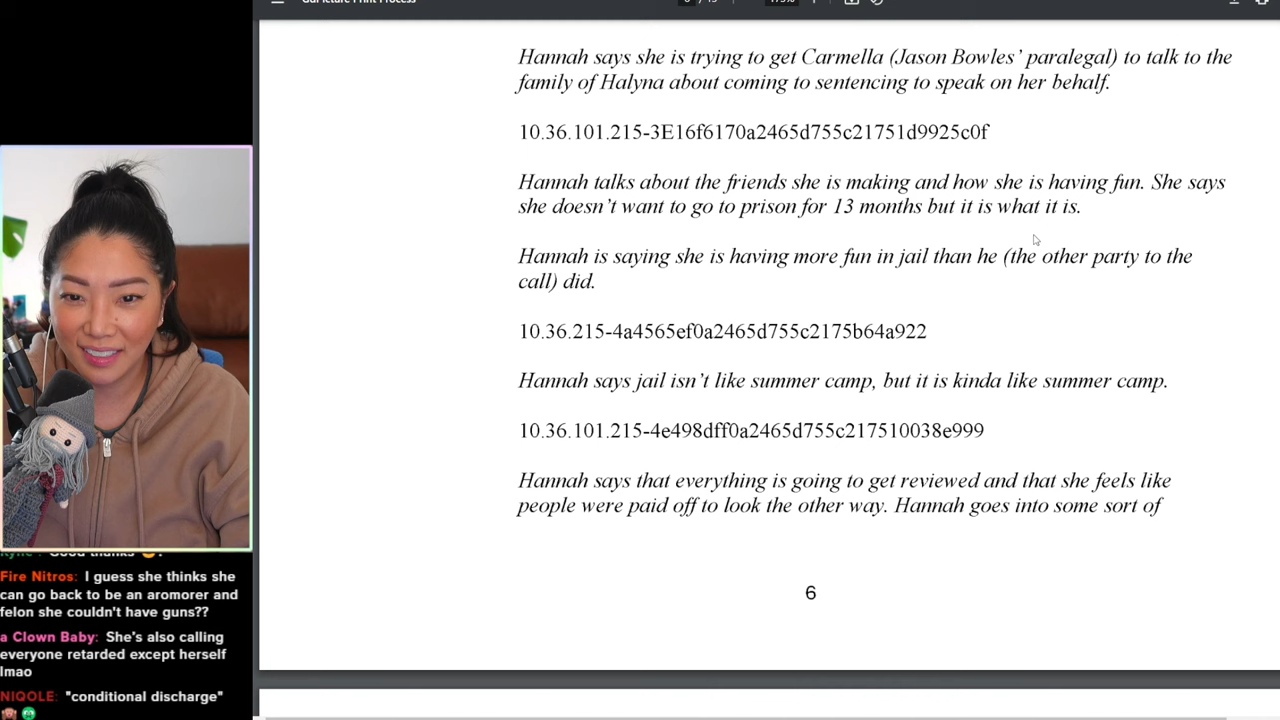 GdPicture Print Process
Hannah says she is trying to get Carmella (Jason Bowles’ paralegal) to talk to the
family of Halyna about coming to sentencing to speak on her behalf.
10.36.101.215-3E16f6170a2465d755c21751d9925c0f
Hannah talks about the friends she is making and how she is having fun. She says
she doesn’t want to go to prison for 13 months but it is what it is.
Hannah is saying she is having more fun in jail than he (the other party to the
call) did.
10.36.215-4a4565ef0a2465d755c2175b64a922
Hannah says jail isn’t like summer camp, but it is kinda like summer camp.
10.36.101.215-4e498dff0a2465d755c217510038e999
Hannah says that everything is going to get reviewed and that she feels like
people were paid off to look the other way. Hannah goes into some sort of
6
Kylie: Good thanks
Fire Nitros: I guess she thinks she
can go back to be an aromorer and
felon she couldn't have guns??
a Clown Baby: She's also calling
everyone retarded except herself
lmao
NIQOLE: "conditional discharge"